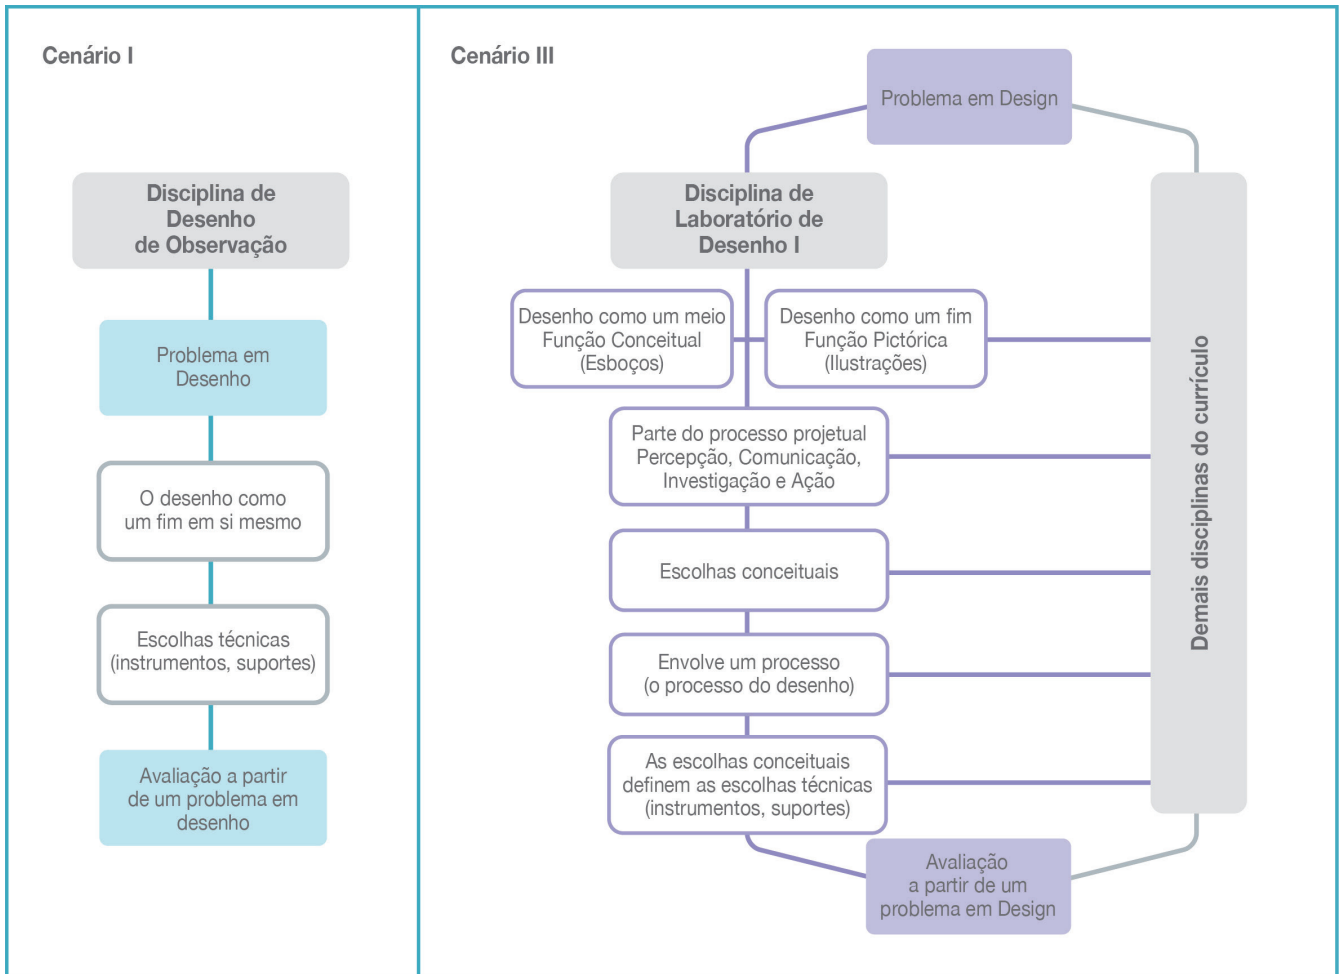 Cenário I
Disciplina de
Desenho
de Observação
Problema em
Desenho
O desenho como
um fim em si mesmo
Escolhas técnicas
(instrumentos, suportes)
Avaliação a partir
de um problema em
desenho
Cenário III
Problema em Design
Disciplina de
Laboratório de
Desenho I
Desenho como um meio
Função Conceitual
(Esboços)
Desenho como um fim
Função Pictórica
(Ilustrações)
Parte do processo projetual
Percepção, Comunicação,
Investigação e Ação
Escolhas conceituais
Envolve um processo
(o processo do desenho)
As escolhas conceituais
definem as escolhas técnicas
(instrumentos, suportes)
Demais disciplinas do currículo
Avaliação
a partir de um
problema em Design